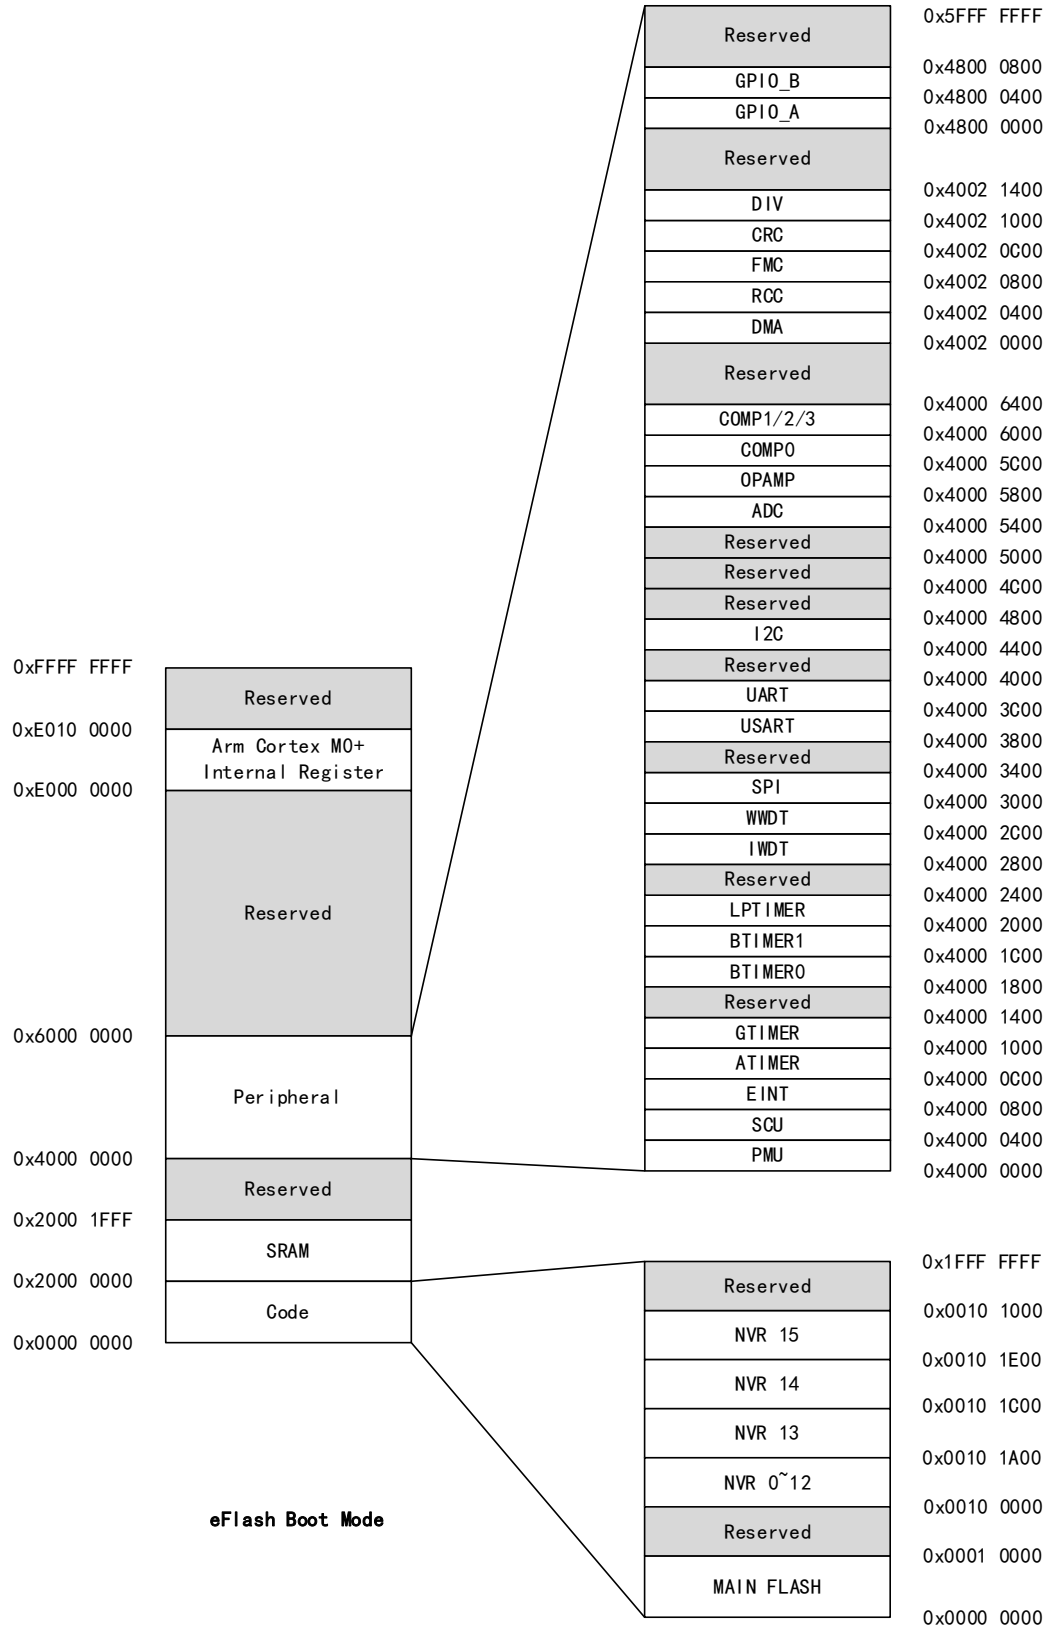 0x5FFF FFFF
Reserved
0x4800 0800
GPIO_B
0x4800 0400
GPIO_A
0x4800 0000
Reserved
0x4002 1400
DIV
0x4002 1000
CRC
0x4002 0C00
FMC
0x4002 0800
RCC
0x4002 0400
DMA
0x4002 0000
Reserved
0x4000 6400
COMP1/2/3
0x4000 6000
COMP0
0x4000 5C00
OPAMP
0x4000 5800
ADC
0x4000 5400
Reserved
0x4000 5000
Reserved
0x4000 4C00
Reserved
0x4000 4800
I2C
0x4000 4400
Reserved
0x4000 4000
UART
0x4000 3C00
USART
0x4000 3800
Reserved
0x4000 3400
SPI
0x4000 3000
WWDT
0x4000 2C00
IWDT
0x4000 2800
Reserved
0x4000 2400
LPTIMER
0x4000 2000
BTIMER1
0x4000 1C00
BTIMER0
0x4000 1800
Reserved
0x4000 1400
GTIMER
0x4000 1000
ATIMER
0x4000 0C00
EINT
0x4000 0800
SCU
0x4000 0400
PMU
0x4000 0000
0xFFFF FFFF
Reserved
0xE010 0000
Arm Cortex M0+
Internal Register
0xE000 0000
Reserved
0x6000 0000
Peripheral
0x4000 0000
Reserved
0x2000 1FFF
SRAM
0x2000 0000
Code
0x0000 0000
0x1FFF FFFF
Reserved
0x0010 1000
NVR 15
0x0010 1E00
NVR 14
0x0010 1C00
NVR 13
0x0010 1A00
NVR 0~12
0x0010 0000
Reserved
0x0001 0000
MAIN FLASH
0x0000 0000
eFlash Boot Mode